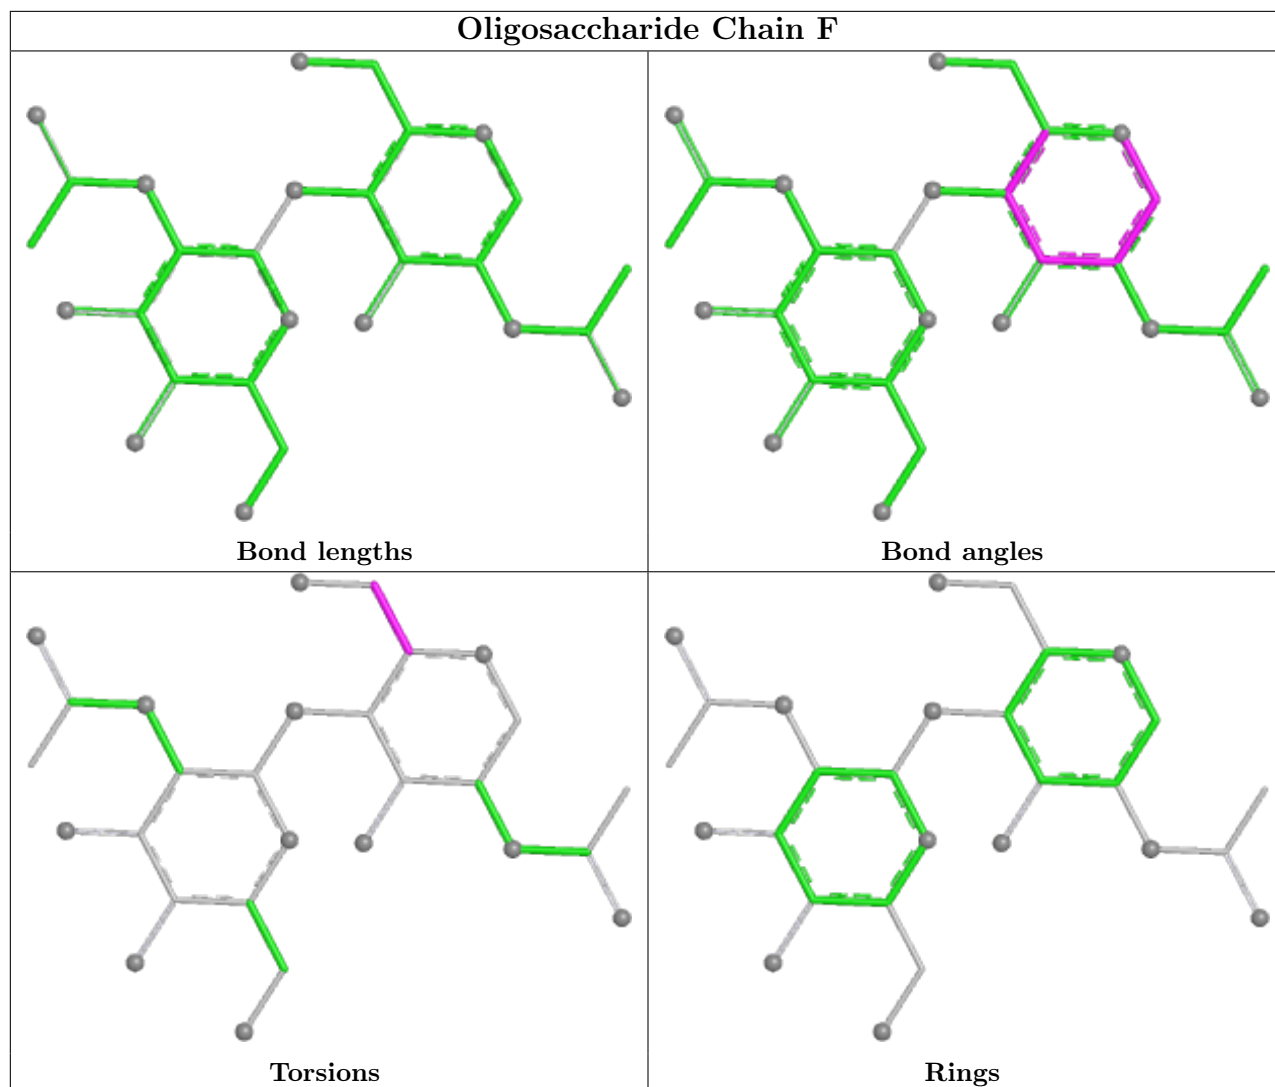 Oligosaccharide Chain F
Bond lengths
Bond angles
Torsions
Rings